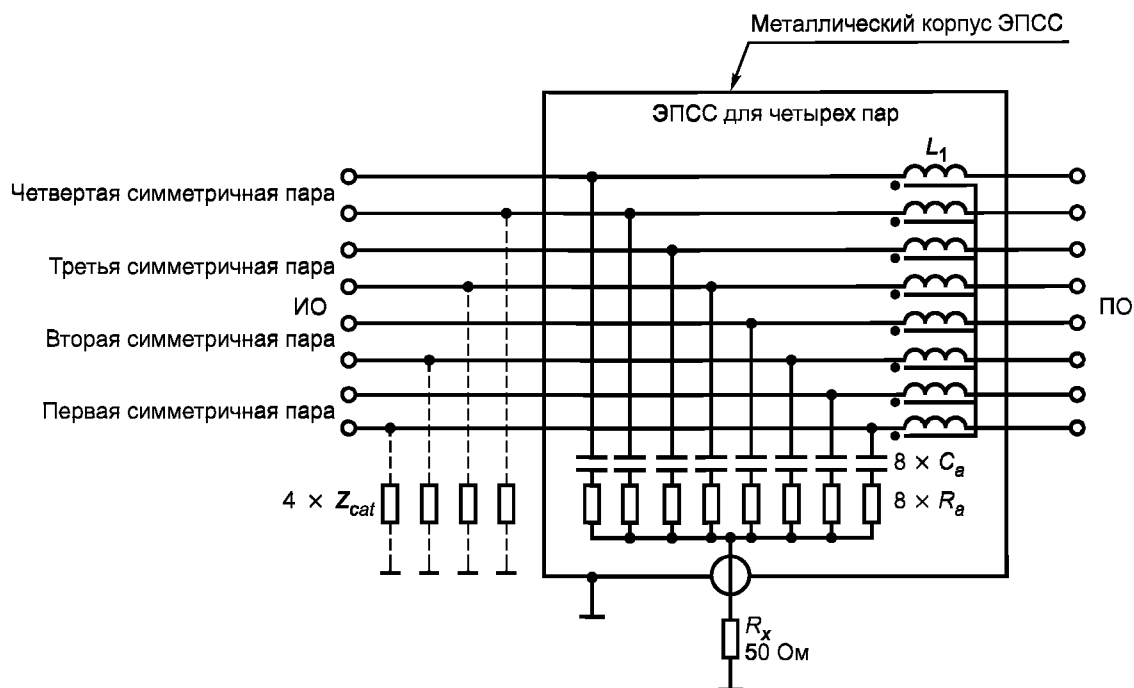 Металлический корпус ЭПСС
ЭПСС для четырех пар
L1
Четвертая симметричная пара
Третья симметричная пара
ИО
ПО
Вторая симметричная пара
Первая симметричная пара
8 × Ca
4 × Zcat
8 × Ra
Rx
50 Ом